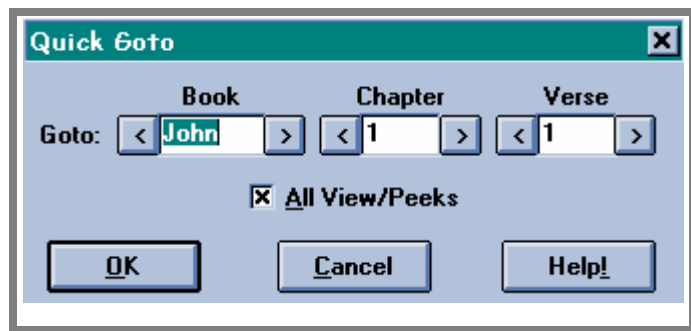 Quick Goto
Book Chapter Verse
Goto: < John > < 1 > < 1 >
All View/Peeks
OK Cancel Help!